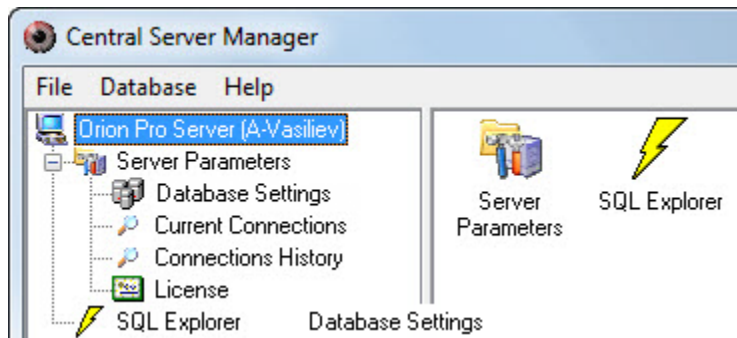 Central Server Manager
File Database Help
Orion Pro Server (A-Vasiliev)
Server Parameters
Database Settings
Current Connections
Connections History
License
SQL Explorer
Database Settings
Server
Parameters
SQL Explorer